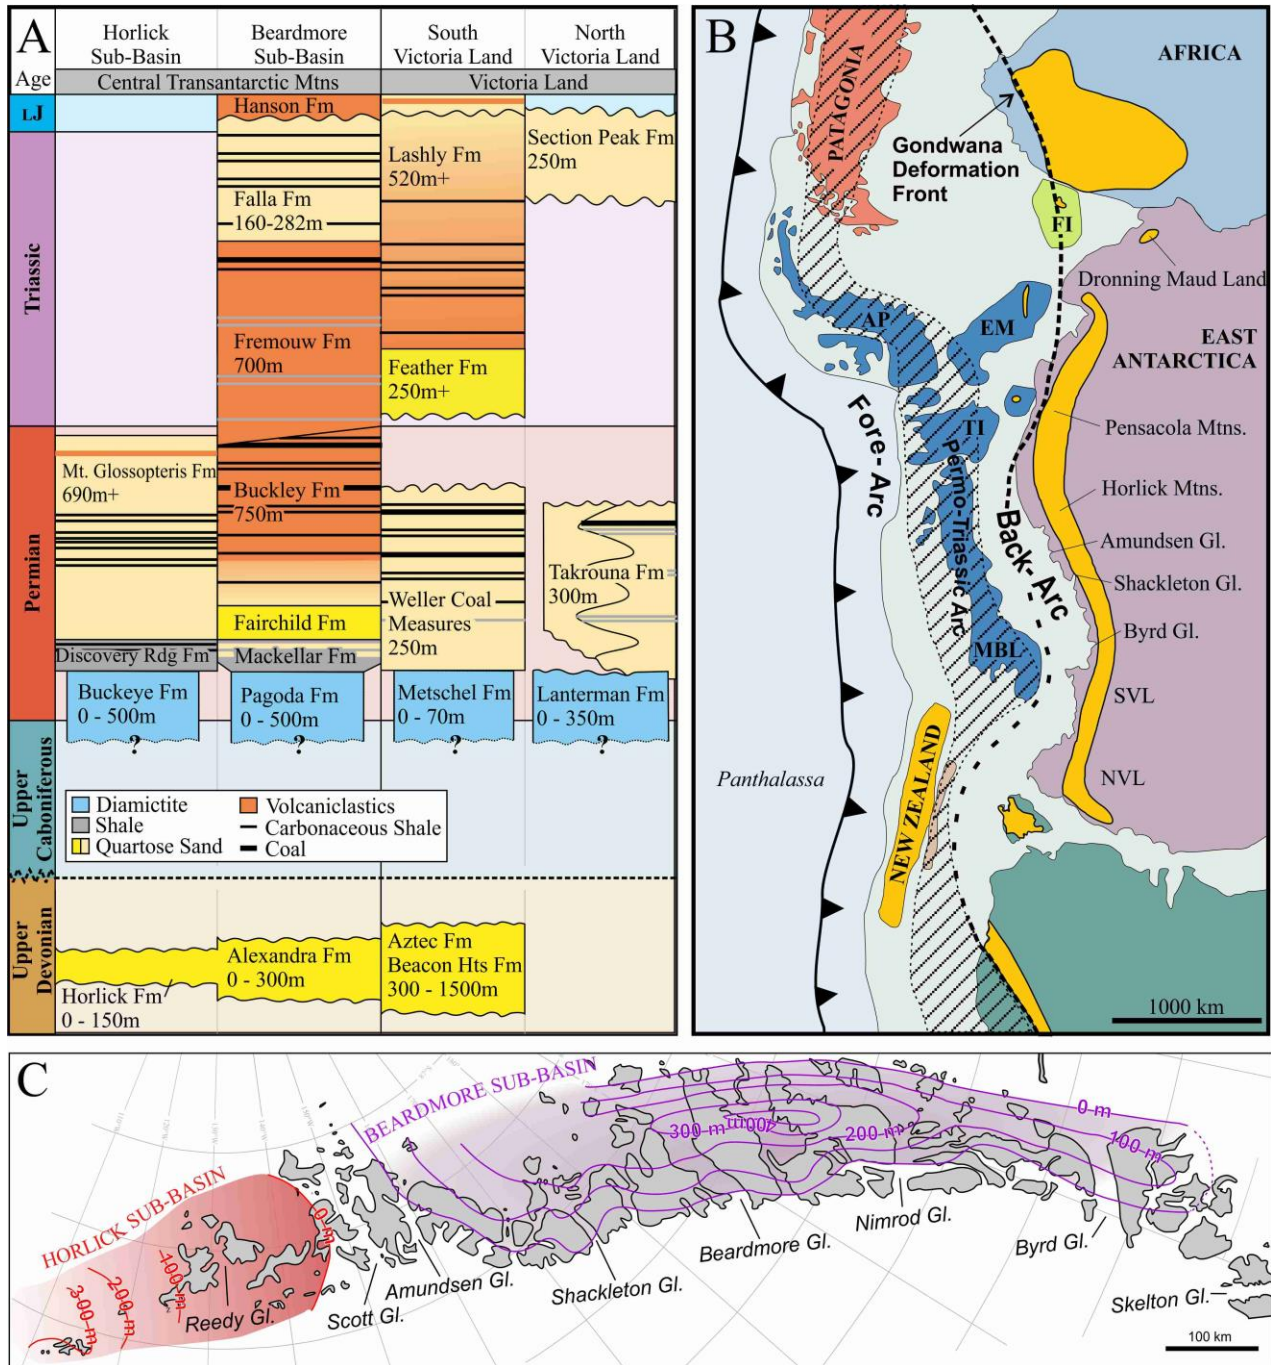 A
Age
Horlick
Sub-Basin
Beardmore
Sub-Basin
South
Victoria Land
North
Victoria Land
Central Transantarctic Mtns
Victoria Land
LJ
Triassic
Permian
Upper
Caboniferous
Upper
Devonian
Hanson Fm
Falla Fm
160-282m
Fremouw Fm
700m
Lashly Fm
520m+
Feather Fm
250m+
Section Peak Fm
250m
Mt. Glossopteris Fm
690m+
Discovery Rdg Fm
Buckeye Fm
0 - 500m
Buckley Fm
750m
Fairchild Fm
Mackellar Fm
Pagoda Fm
0 - 500m
Weller Coal
Measures
250m
Metschel Fm
0 - 70m
Takrouna Fm
300m
Lanterman Fm
0 - 350m
?
?
?
Diamictite
Shale
Quartose Sand
Volcaniclastics
Carbonaceous Shale
Coal
Horlick Fm
0 - 150m
Alexandra Fm
0 - 300m
Aztec Fm
Beacon Hts Fm
300 - 1500m
B
PATAGONIA
AFRICA
Gondwana
Deformation
Front
FI
Dronning Maud Land
AP
EM
EAST
ANTARCTICA
TI
Pensacola Mtns.
Fore-Arc
Permo-Triassic Arc
Back-Arc
Horlick Mtns.
Amundsen Gl.
Shackleton Gl.
Byrd Gl.
MBL
SVL
NVL
Panthalassa
NEW ZEALAND
1000 km
C
HORLICK SUB-BASIN
BEARDMORE SUB-BASIN
0 m
100 m
200 m
300 m
0 m
100 m
200 m
300 m
400m
Reedy Gl.
Scott Gl.
Amundsen Gl.
Shackleton Gl.
Beardmore Gl.
Nimrod Gl.
Byrd Gl.
Skelton Gl.
100 km